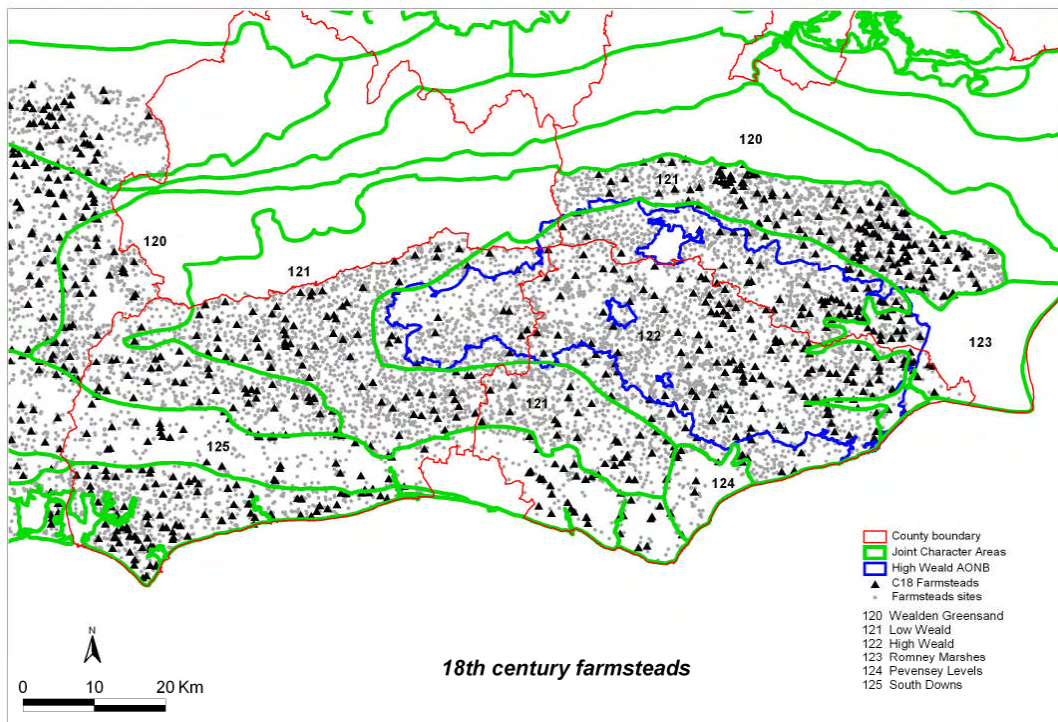 120
121
120
121
123
122
121
125
124
County boundary
Joint Character Areas
High Weald AONB
C18 Farmsteads
Farmsteads sites
120 Wealden Greensand
121 Low Weald
122 High Weald
123 Romney Marshes
124 Pevensey Levels
125 South Downs
N
18th century farmsteads
0 10 20 Km